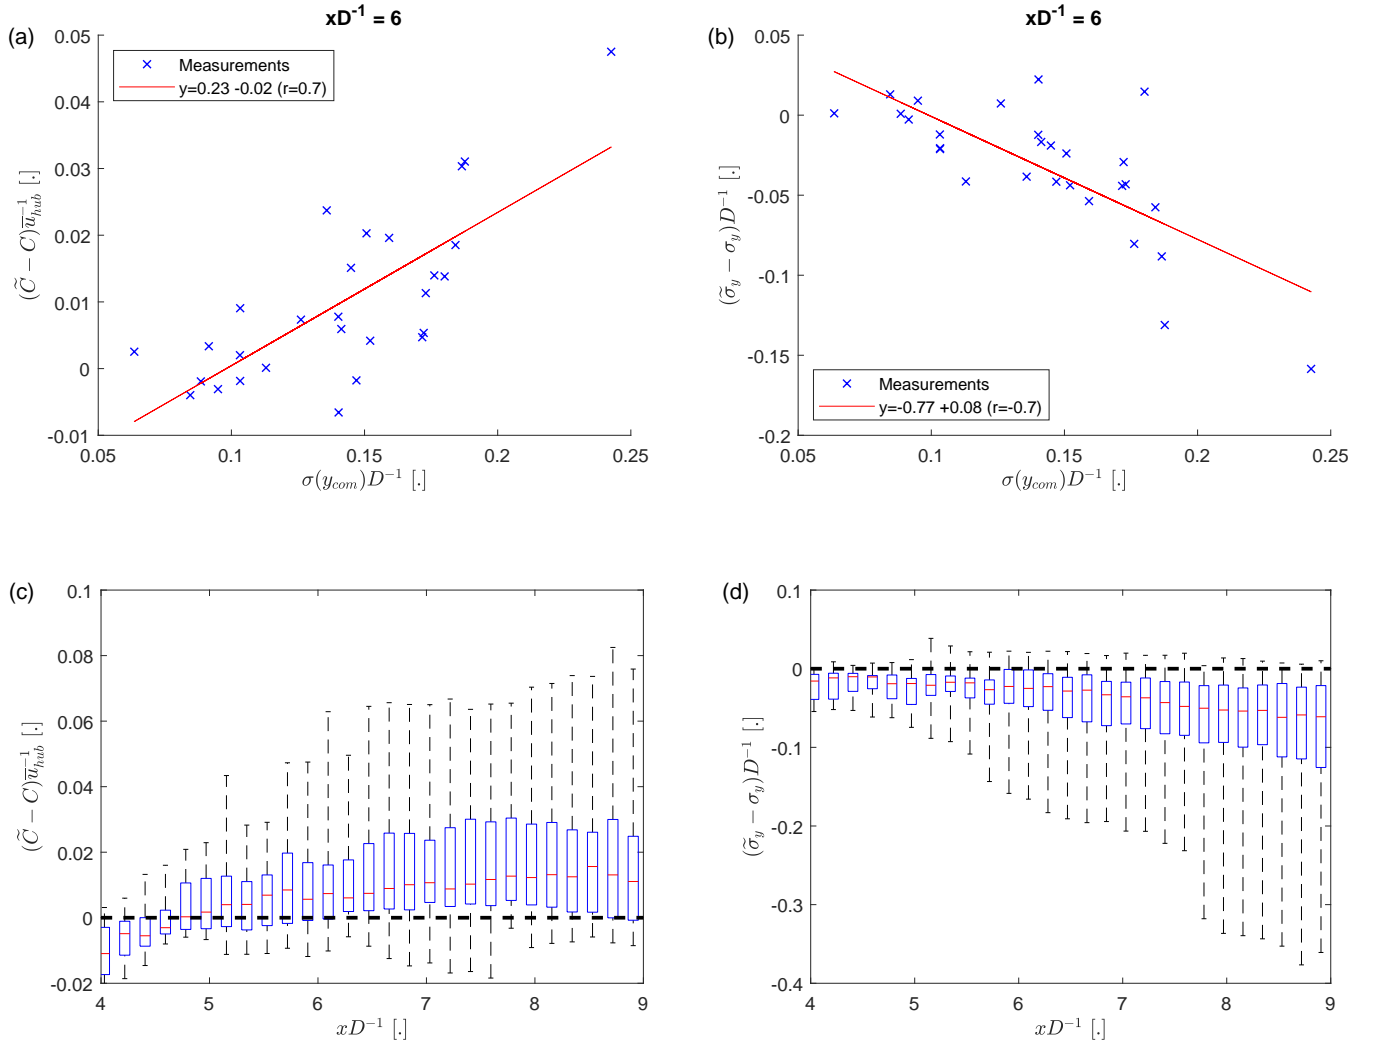 (a)
xD⁻¹ = 6
0.05
0.04
0.03
0.02
0.01
0
-0.01
0.05 0.1 0.15 0.2 0.25
Measurements
y=0.23 -0.02 (r=0.7)
(C̃ − C)u̅⁻¹_hub [.]
σ(y_com)D⁻¹ [.]
(b)
xD⁻¹ = 6
0.05
0
-0.05
-0.1
-0.15
-0.2
0.05 0.1 0.15 0.2 0.25
Measurements
y=-0.77 +0.08 (r=-0.7)
(σ̃_y − σ_y)D⁻¹ [.]
σ(y_com)D⁻¹ [.]
(c)
0.1
0.08
0.06
0.04
0.02
0
-0.02
4 5 6 7 8 9
(C̃ − C)u̅⁻¹_hub [.]
xD⁻¹ [.]
(d)
0.1
0
-0.1
-0.2
-0.3
-0.4
4 5 6 7 8 9
(σ̃_y − σ_y)D⁻¹ [.]
xD⁻¹ [.]